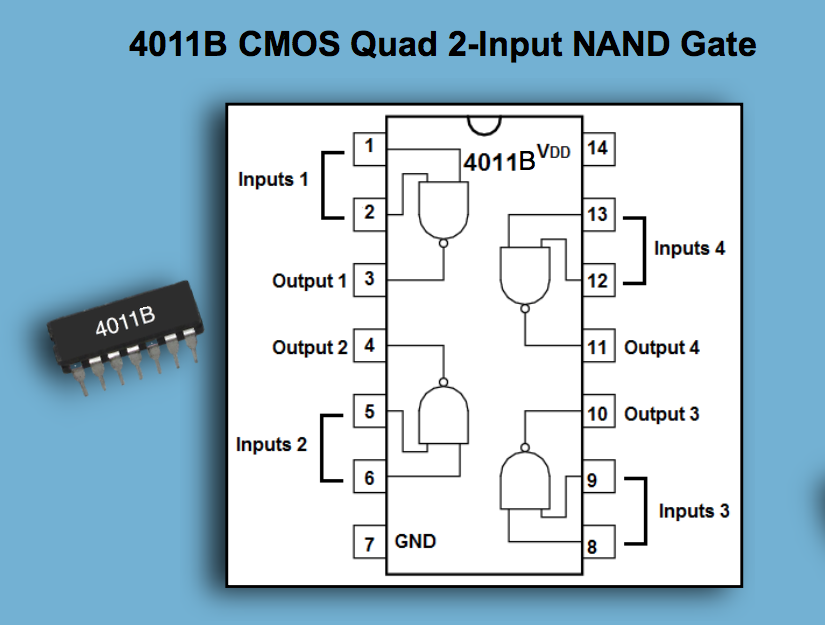 4011B CMOS Quad 2-Input NAND Gate
4011B
4011B
VDD
1
Inputs 1
2
Output 1
3
Output 2
4
5
Inputs 2
6
7
GND
14
13
Inputs 4
12
11
Output 4
10
Output 3
9
Inputs 3
8